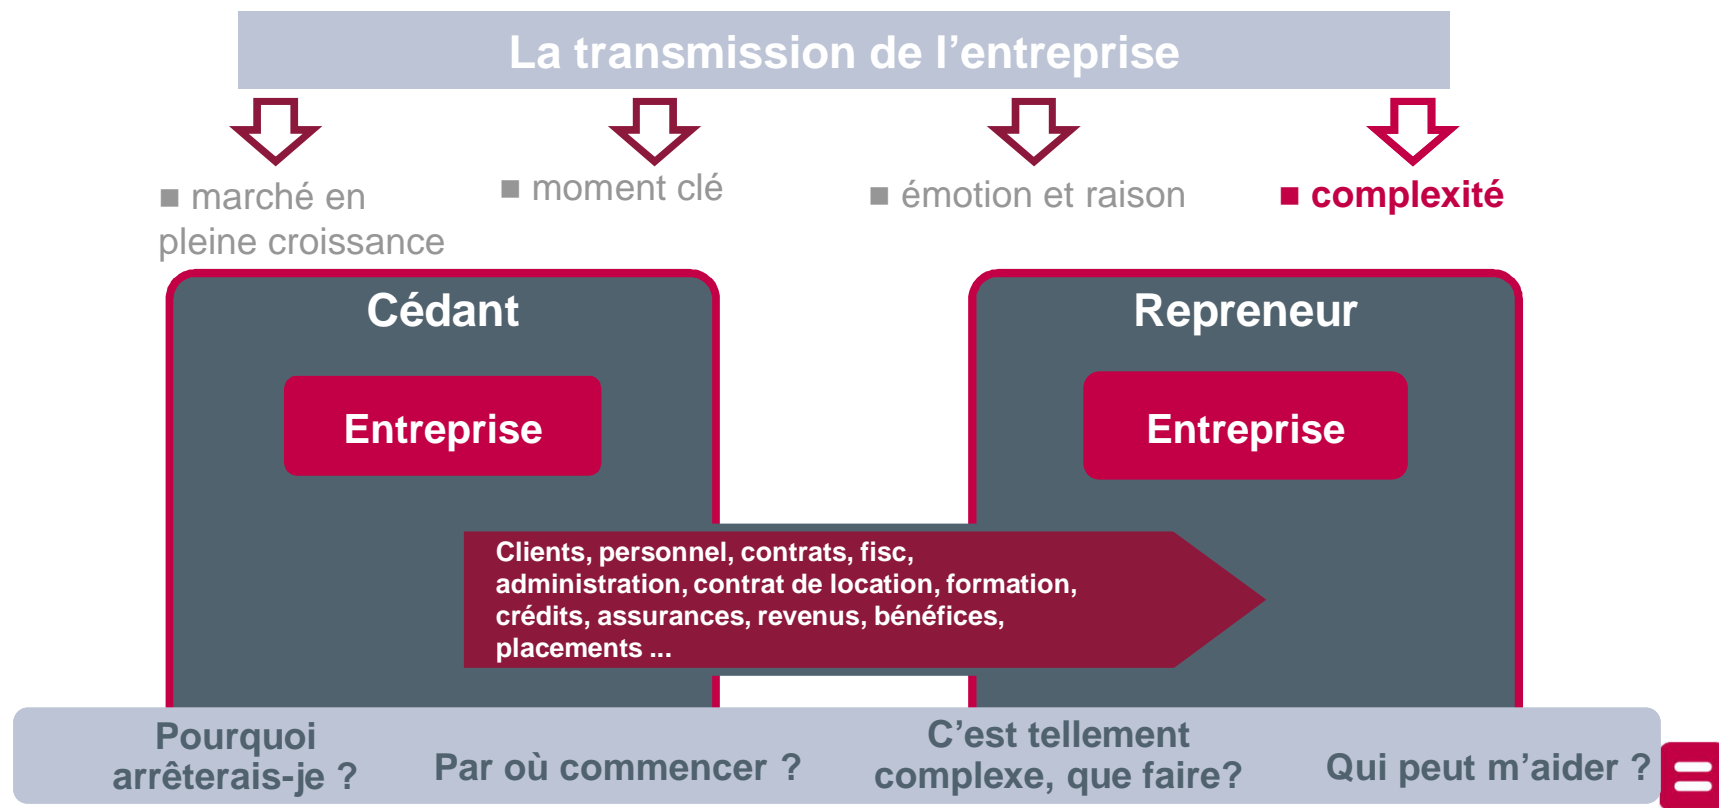 La transmission de l’entreprise
■ marché en
pleine croissance
■ moment clé
■ émotion et raison
■ complexité
Cédant
Repreneur
Entreprise
Entreprise
Clients, personnel, contrats, fisc,
administration, contrat de location, formation,
crédits, assurances, revenus, bénéfices,
placements ...
Pourquoi
arrêterais-je ?
Par où commencer ?
C’est tellement
complexe, que faire?
Qui peut m’aider ?